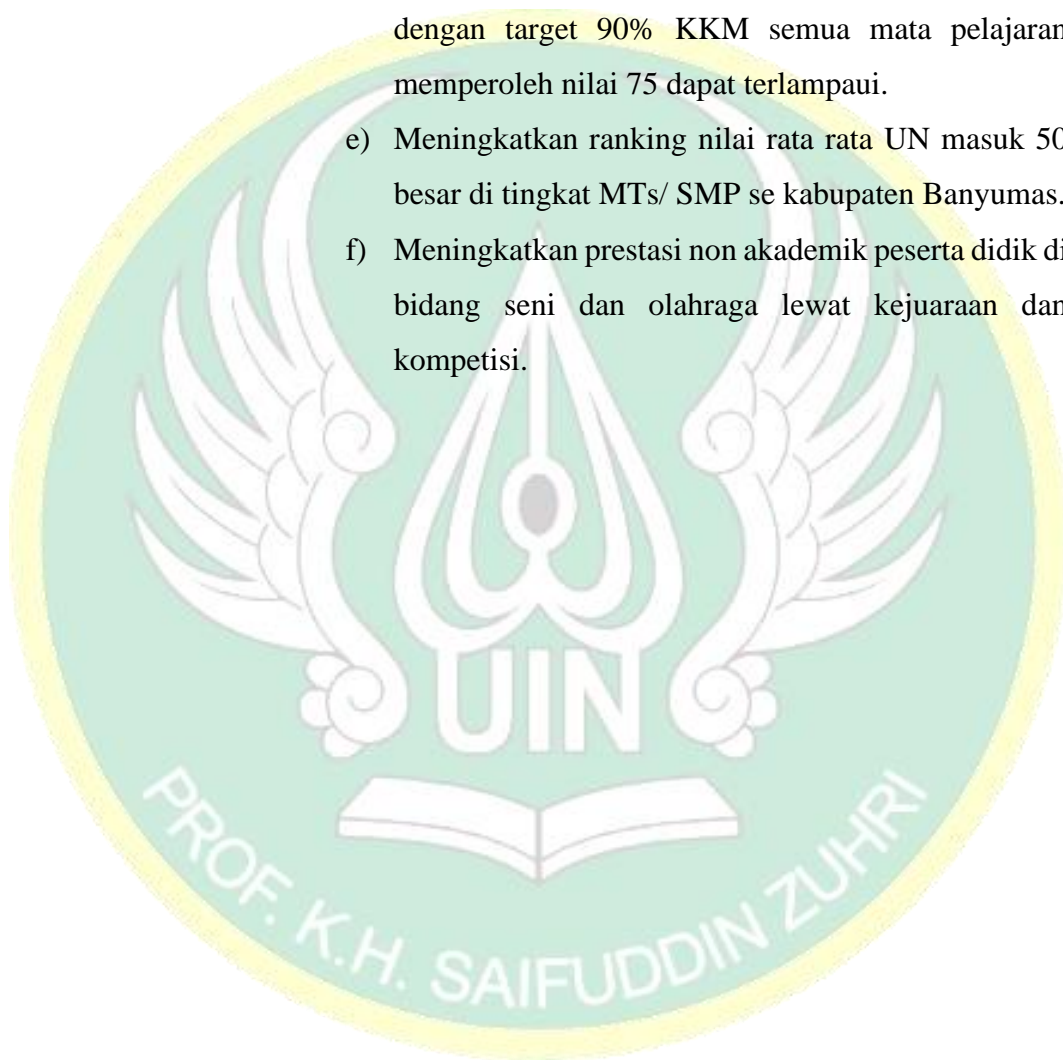 dengan target 90% KKM semua mata pelajaran
memperoleh nilai 75 dapat terlampaui.
e) Meningkatkan ranking nilai rata rata UN masuk 50
besar di tingkat MTs/ SMP se kabupaten Banyumas.
f) Meningkatkan prestasi non akademik peserta didik di
bidang seni dan olahraga lewat kejuaraan dan
kompetisi.
UIN
PROF. K.H. SAIFUDDIN ZUHRI